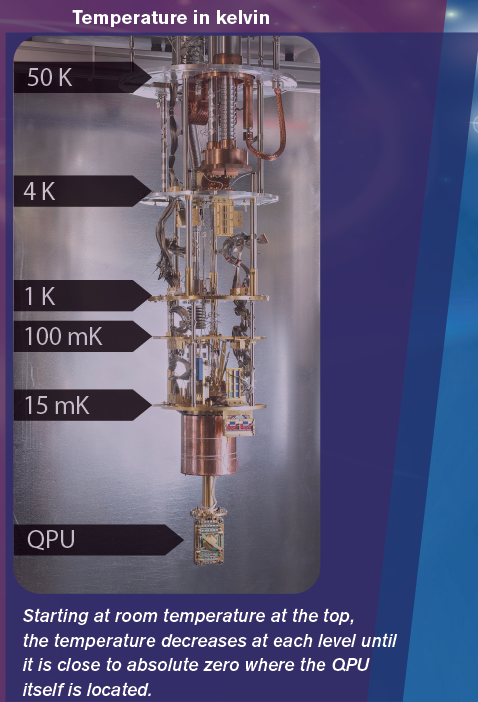 Temperature in kelvin
50 K
4 K
1 K
100 mK
15 mK
QPU
Starting at room temperature at the top,
the temperature decreases at each level until
it is close to absolute zero where the QPU
itself is located.